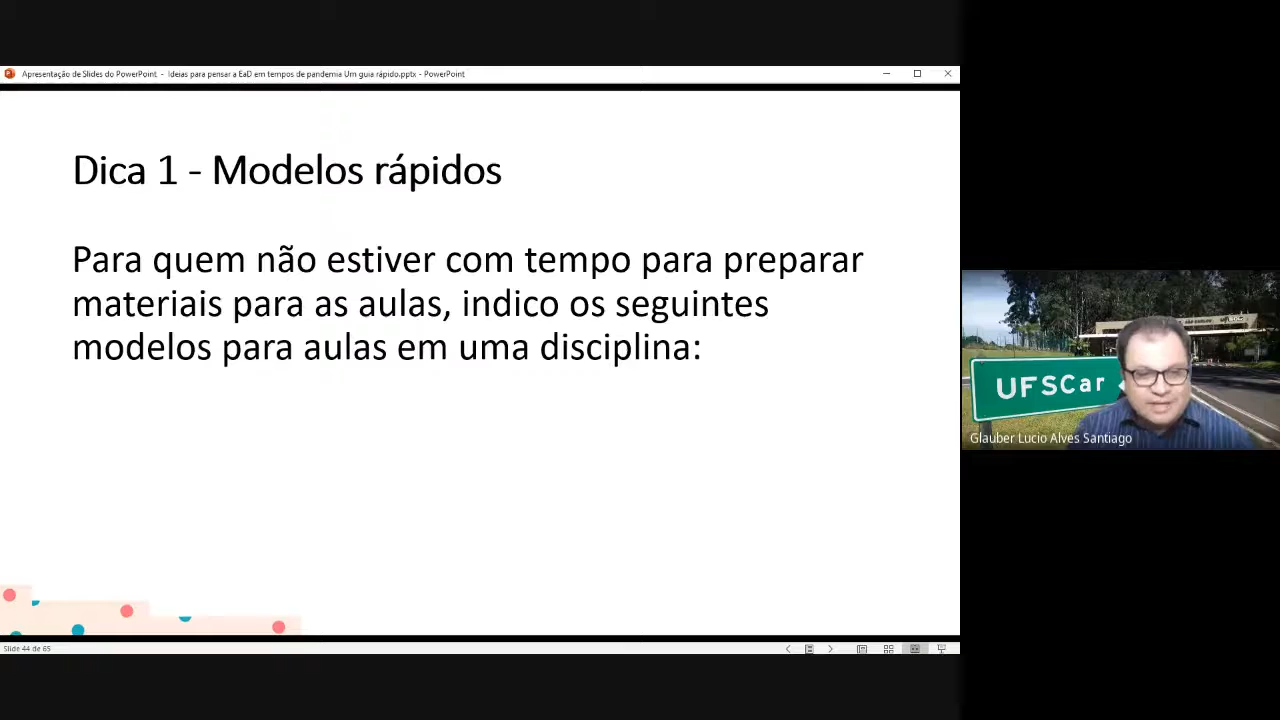 Apresentação de Slides do PowerPoint - Ideias para pensar a EaD em tempos de pandemia Um guia rápido.pptx - PowerPoint
Dica 1 - Modelos rápidos
Para quem não estiver com tempo para preparar
materiais para as aulas, indico os seguintes
modelos para aulas em uma disciplina:
UFSCar
Glauber Lucio Alves Santiago
Slide 44 de 65